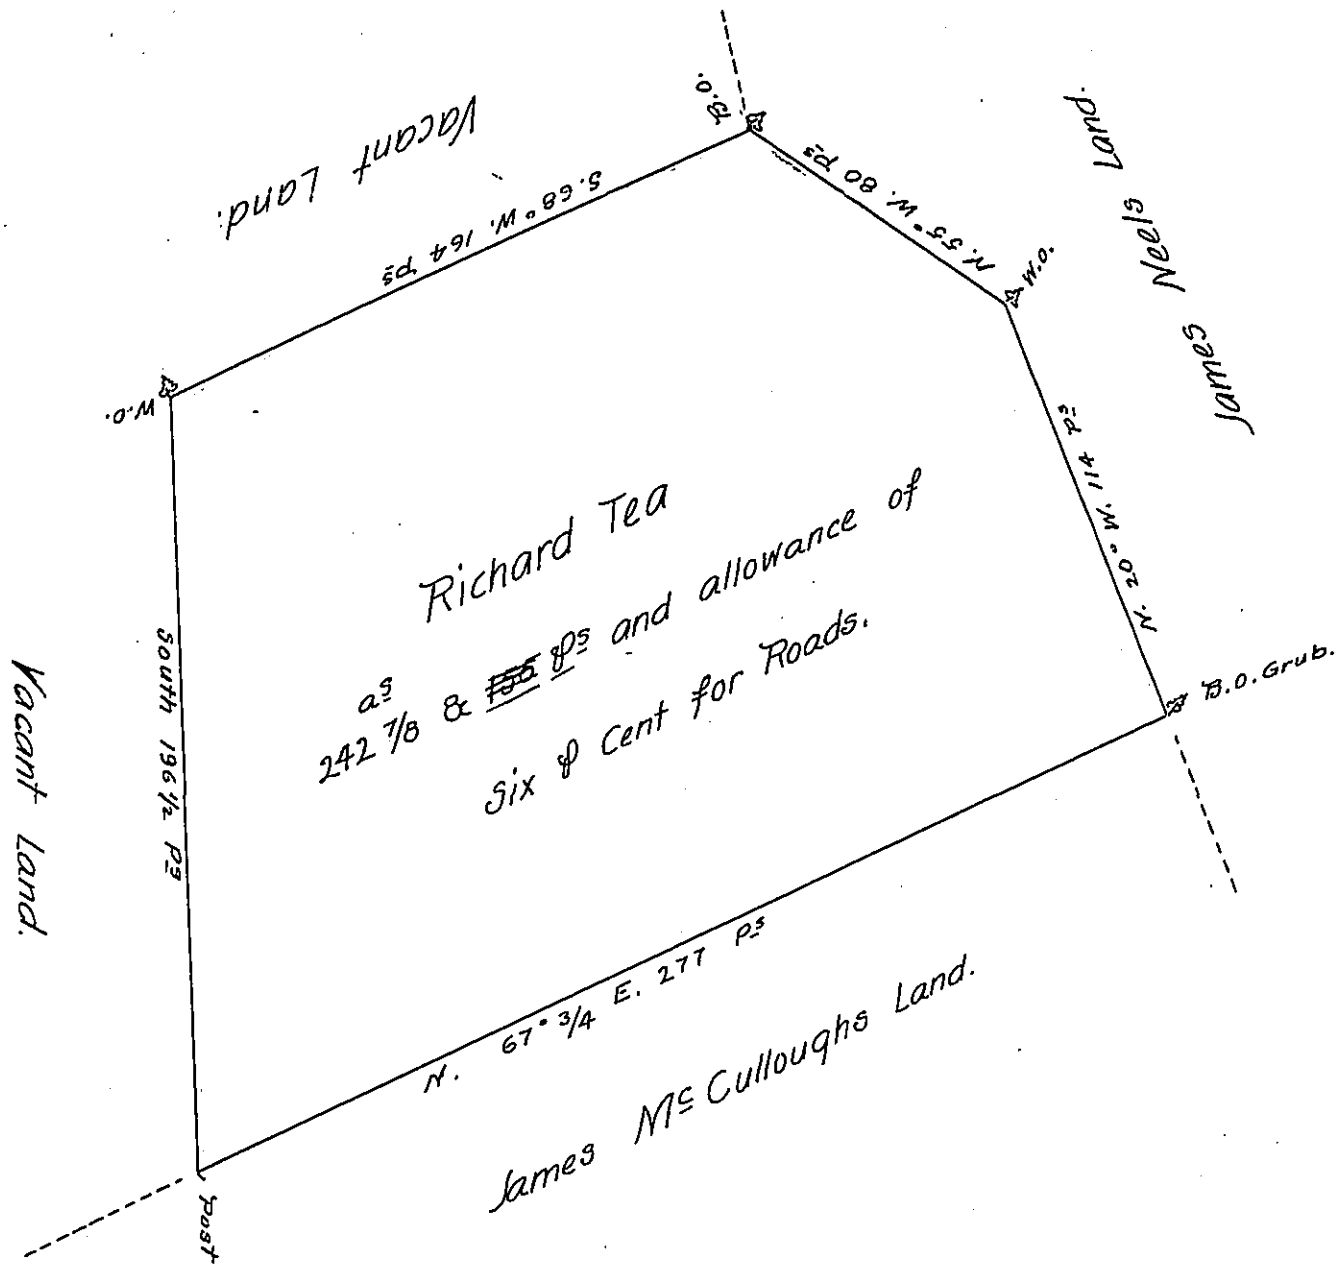 B.O.
Vacant Land.
S. 68° W. 164 Ps
N. 55° W. 80 Ps
James Neels Land.
W.O.
W.O.
N. 20° W. 114 Ps
Richard Tea
as
242 7/8 & Ps and allowance of
Six ⅌ Cent for Roads.
B.O. Grub.
South 196 1/2 Ps
Vacant Land.
N. 67° 3/4 E. 277 Ps
James Mc Culloughs Land.
Post